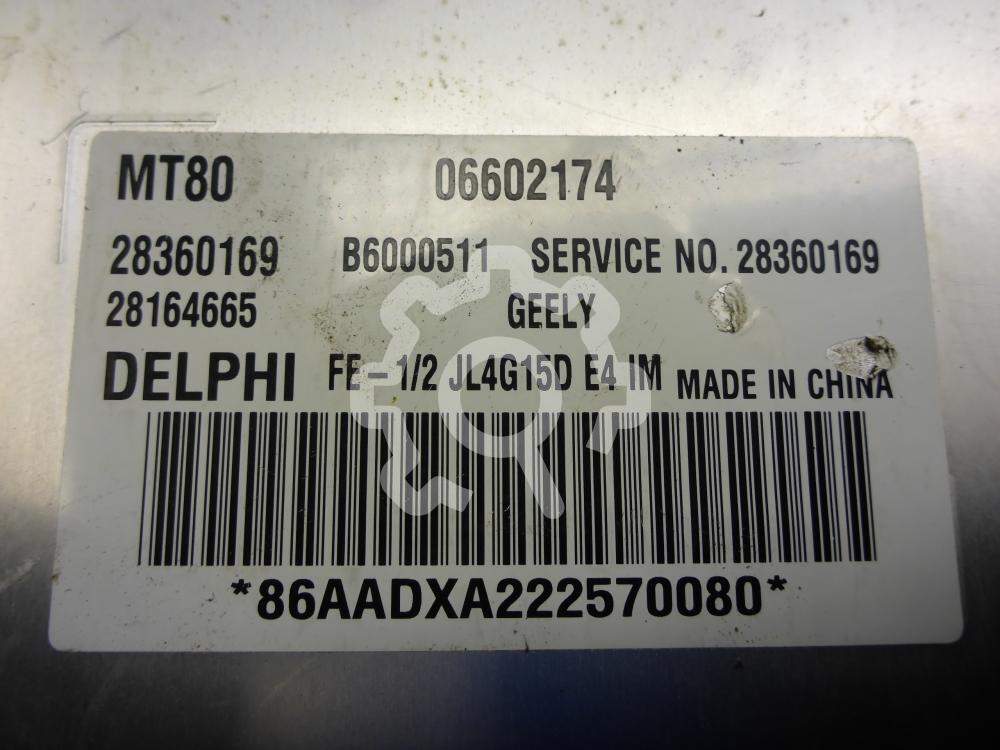 MT80 06602174
28360169 B6000511 SERVICE NO. 28360169
28164665 GEELY
DELPHI FE-1/2 JL4G15D E4 IM MADE IN CHINA
*86AADXA222570080*